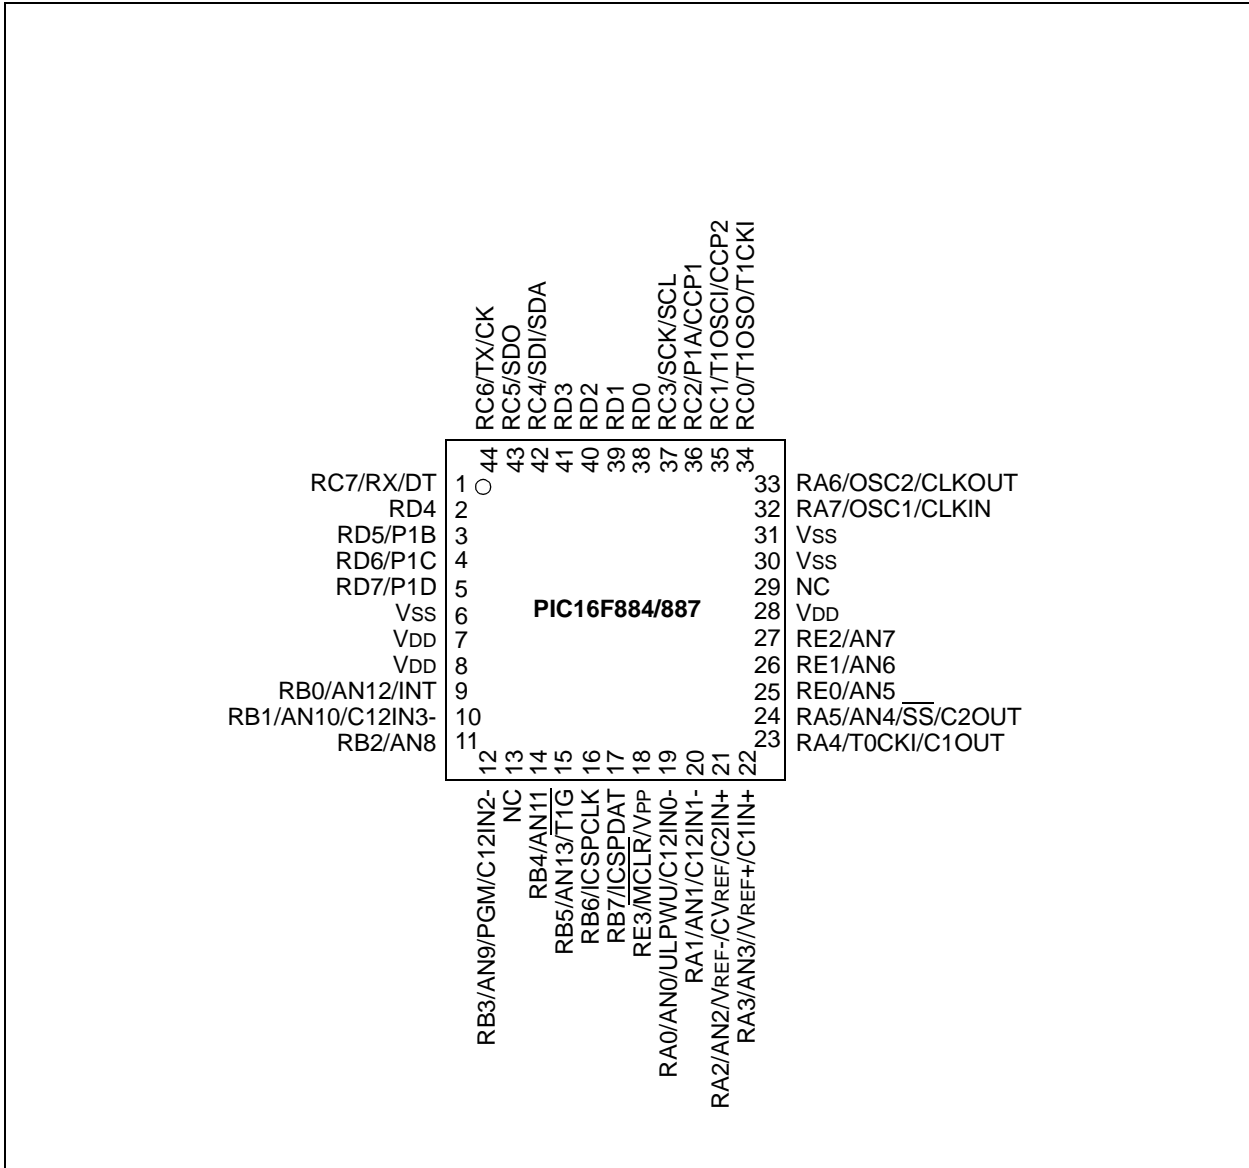 RC6/TX/CK
RC5/SDO
RC4/SDI/SDA
RD3
RD2
RD1
RD0
RC3/SCK/SCL
RC2/P1A/CCP1
RC1/T1OSCI/CCP2
RC0/T1OSO/T1CKI
44 43 42 41 40 39 38 37 36 35 34
RC7/RX/DT 1 33 RA6/OSC2/CLKOUT
RD4 2 32 RA7/OSC1/CLKIN
RD5/P1B 3 31 VSS
RD6/P1C 4 30 VSS
RD7/P1D 5 29 NC
VSS 6 PIC16F884/887 28 VDD
VDD 7 27 RE2/AN7
VDD 8 26 RE1/AN6
RB0/AN12/INT 9 25 RE0/AN5
RB1/AN10/C12IN3- 10 24 RA5/AN4/S̅S̅/C2OUT
RB2/AN8 11 23 RA4/T0CKI/C1OUT
12 13 14 15 16 17 18 19 20 21 22
RB3/AN9/PGM/C12IN2-
NC
RB4/AN11
RB5/AN13/T̅1̅G̅
RB6/ICSPCLK
RB7/ICSPDAT
RE3/M̅C̅L̅R̅/VPP
RA0/AN0/ULPWU/C12IN0-
RA1/AN1/C12IN1-
RA2/AN2/VREF-/CVREF/C2IN+
RA3/AN3//VREF+/C1IN+